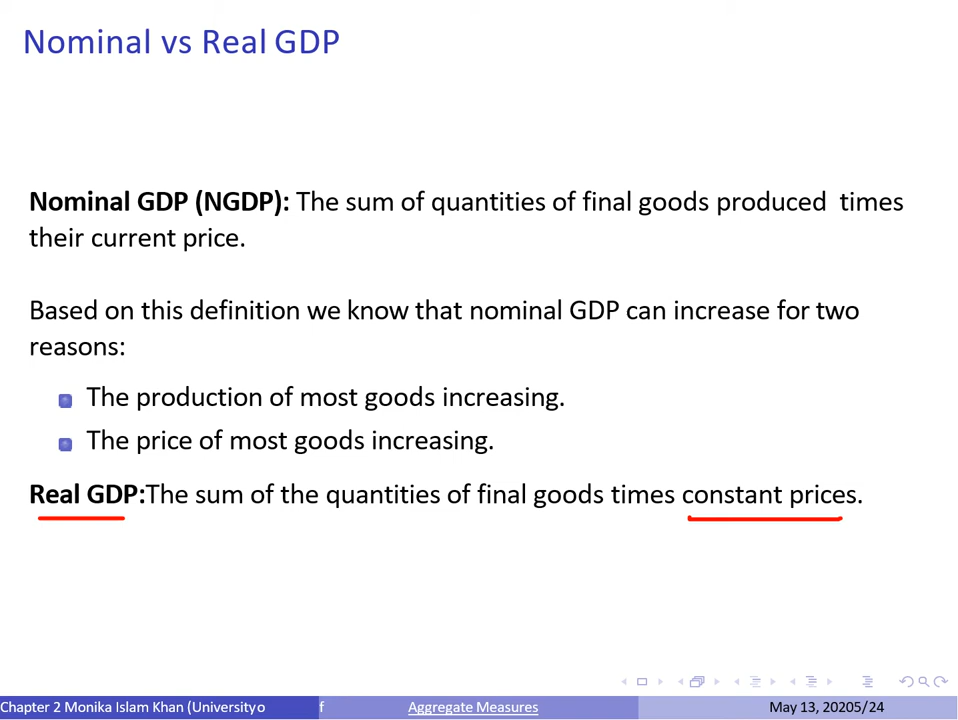 Nominal vs Real GDP
Nominal GDP (NGDP): The sum of quantities of final goods produced times
their current price.
Based on this definition we know that nominal GDP can increase for two
reasons:
The production of most goods increasing.
The price of most goods increasing.
Real GDP:The sum of the quantities of final goods times constant prices.
Chapter 2 Monika Islam Khan (Universityo f Aggregate Measures May 13, 20205/24